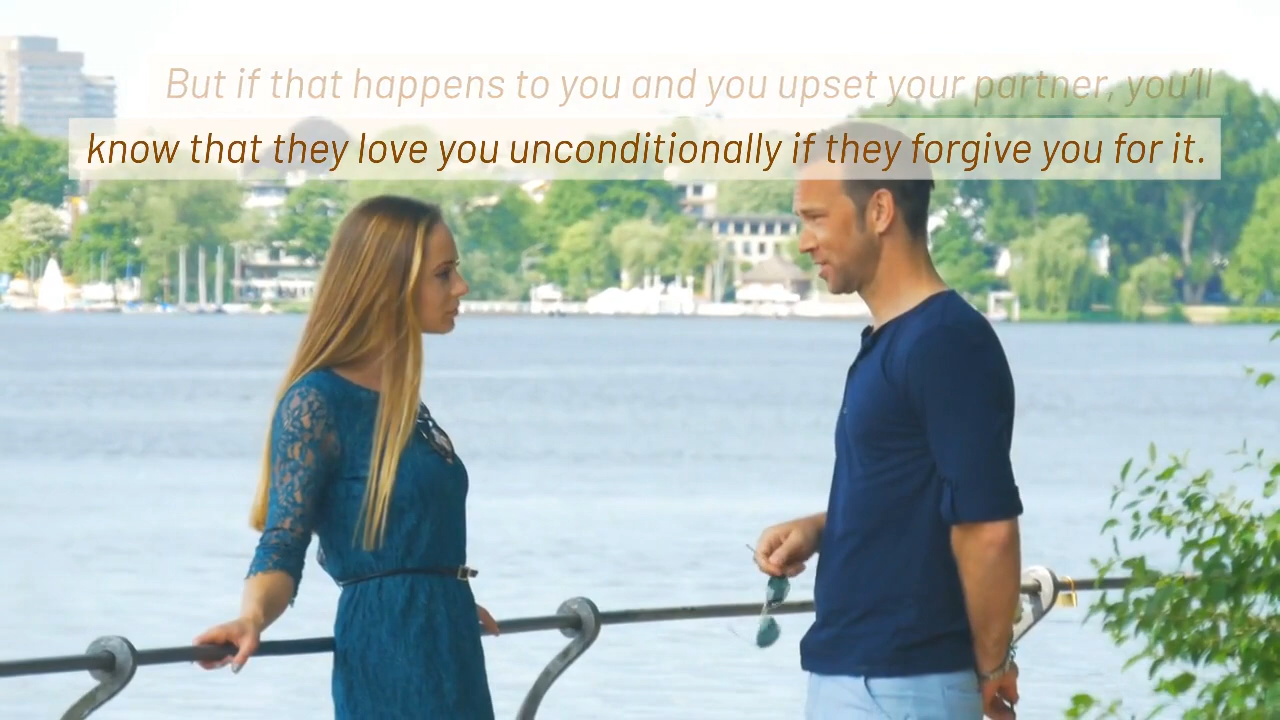 But if that happens to you and you upset your partner, you'll
know that they love you unconditionally if they forgive you for it.